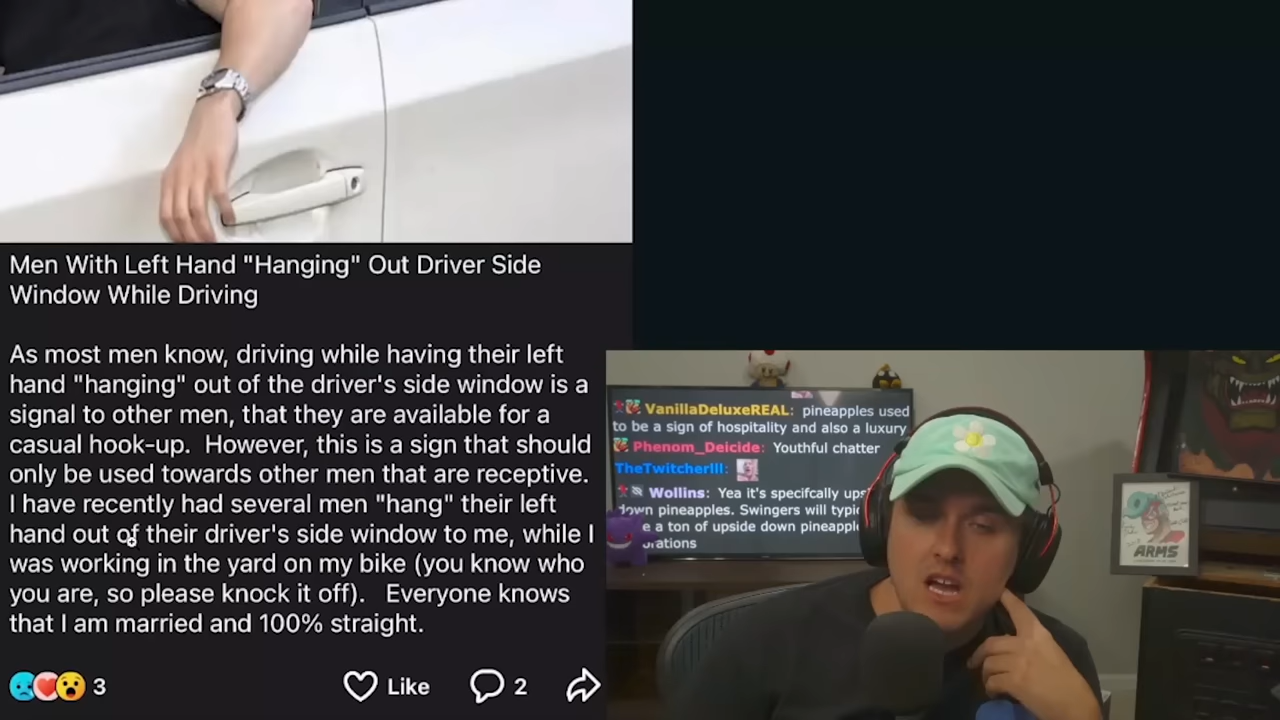 Men With Left Hand "Hanging" Out Driver Side
Window While Driving
As most men know, driving while having their left
hand "hanging" out of the driver's side window is a
signal to other men, that they are available for a
casual hook-up.  However, this is a sign that should
only be used towards other men that are receptive.
I have recently had several men "hang" their left
hand out of their driver's side window to me, while I
was working in the yard on my bike (you know who
you are, so please knock it off).   Everyone knows
that I am married and 100% straight.
3
Like
2
VanillaDeluxeREAL: pineapples used
to be a sign of hospitality and also a luxury
Phenom_Deicide: Youthful chatter
TheTwitcherIII:
Wollins: Yea it's specifcally ups
down pineapples. Swingers will typic
e a ton of upside down pineapple
orations
ARMS